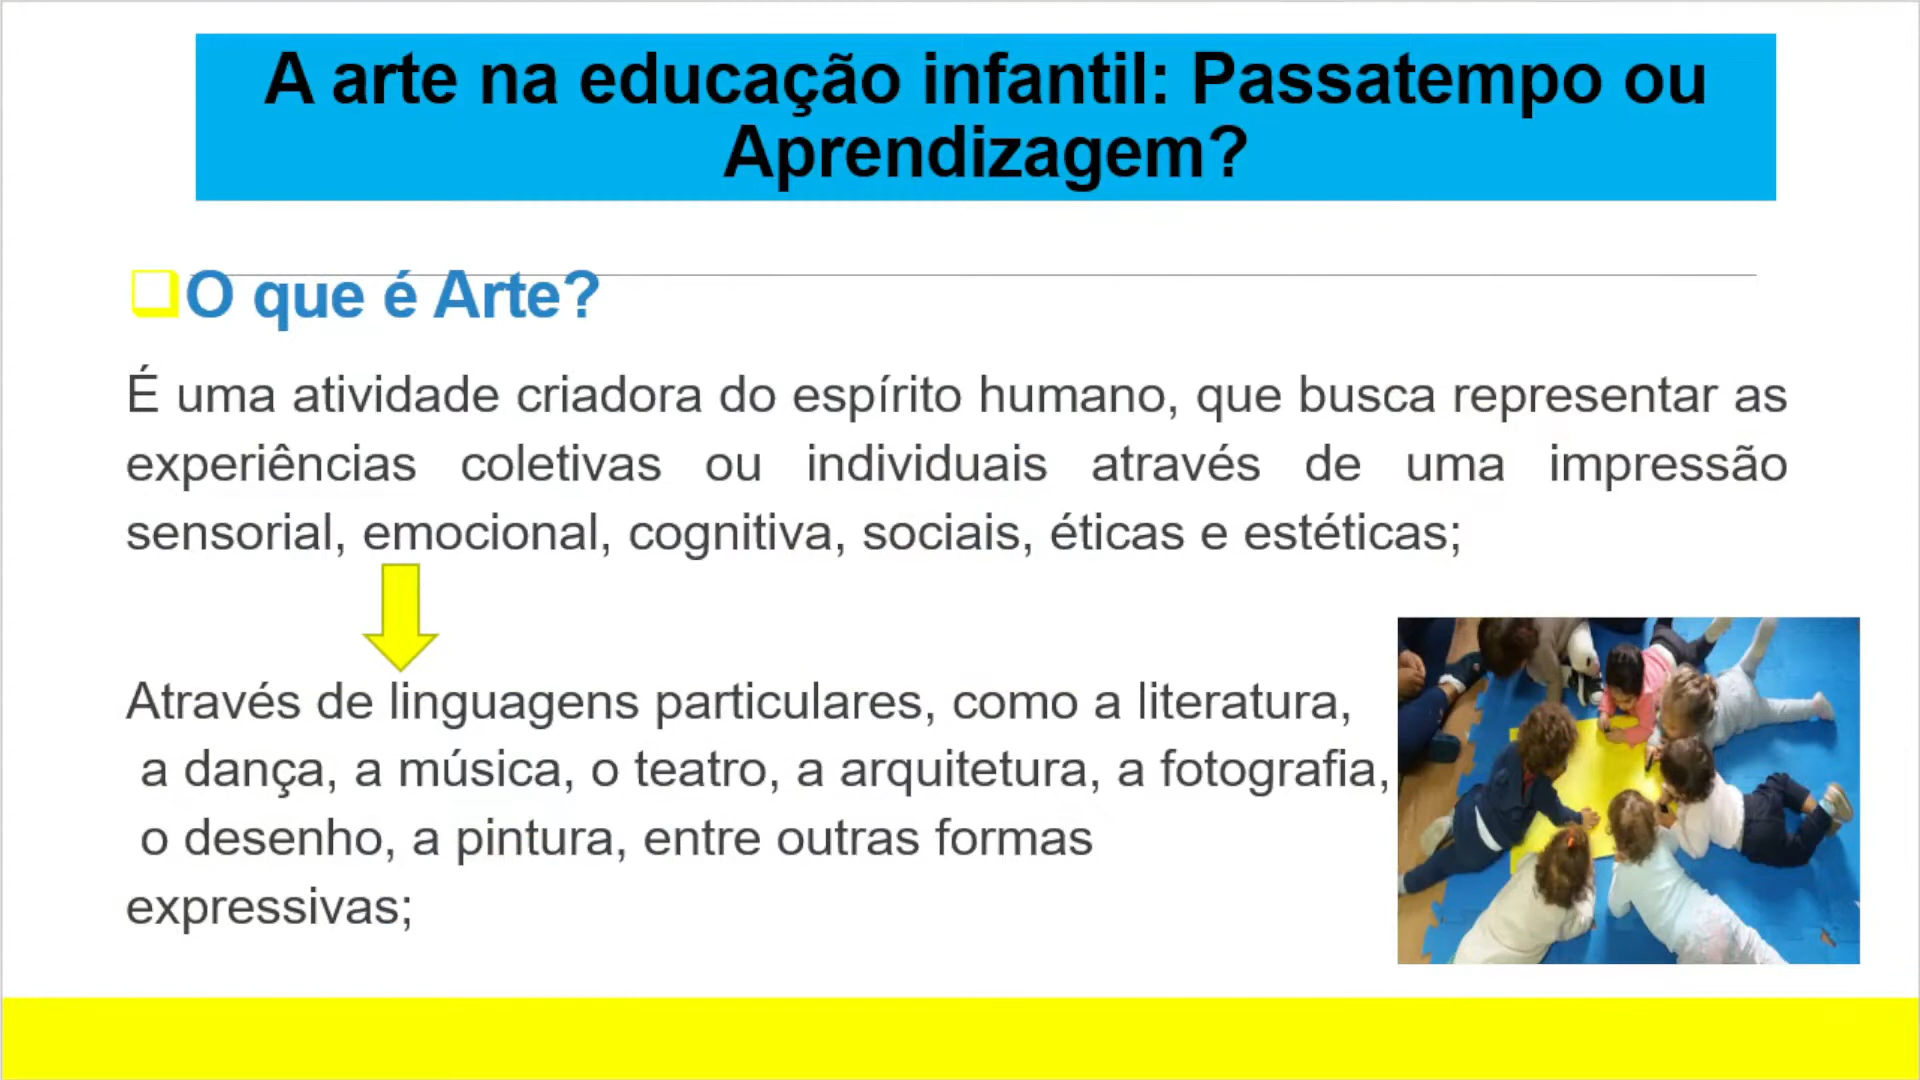 A arte na educação infantil: Passatempo ou
Aprendizagem?
O que é Arte?
É uma atividade criadora do espírito humano, que busca representar as
experiências coletivas ou individuais através de uma impressão
sensorial, emocional, cognitiva, sociais, éticas e estéticas;
Através de linguagens particulares, como a literatura,
a dança, a música, o teatro, a arquitetura, a fotografia,
o desenho, a pintura, entre outras formas
expressivas;